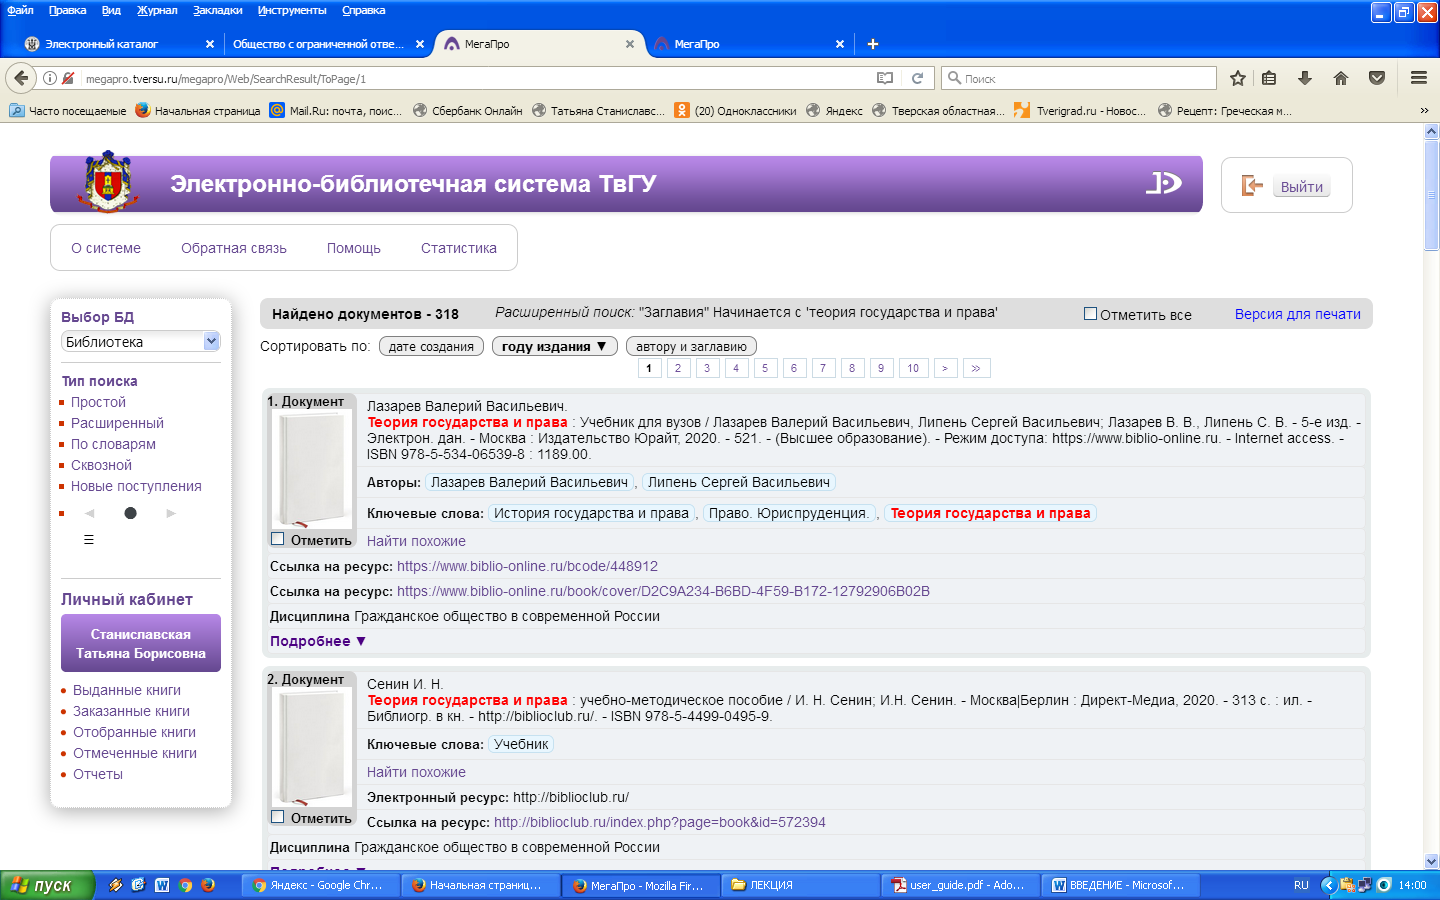 Файл Правка Вид Журнал Закладки Инструменты Справка
Электронный каталог Общество с ограниченной отве... МегаПро МегаПро
megapro.tversu.ru/megapro/Web/SearchResult/ToPage/1 Поиск
Часто посещаемые Начальная страница Mail.Ru: почта, поис... Сбербанк Онлайн Татьяна Станиславс... (20) Одноклассники Яндекс Тверская областная... Tverigrad.ru - Новос... Рецепт: Греческая м...
Электронно-библиотечная система ТвГУ
Выйти
О системе Обратная связь Помощь Статистика
Выбор БД
Библиотека
Тип поиска
Простой
Расширенный
По словарям
Сквозной
Новые поступления
Личный кабинет
Станиславская
Татьяна Борисовна
Выданные книги
Заказанные книги
Отобранные книги
Отмеченные книги
Отчеты
Найдено документов - 318 Расширенный поиск: "Заглавия" Начинается с 'теория государства и права' Отметить все Версия для печати
Сортировать по: дате создания году издания ▼ автору и заглавию
1 2 3 4 5 6 7 8 9 10 > >>
1. Документ
Лазарев Валерий Васильевич.
Теория государства и права : Учебник для вузов / Лазарев Валерий Васильевич, Липень Сергей Васильевич; Лазарев В. В., Липень С. В. - 5-е изд. -
Электрон. дан. - Москва : Издательство Юрайт, 2020. - 521. - (Высшее образование). - Режим доступа: https://www.biblio-online.ru. - Internet access. -
ISBN 978-5-534-06539-8 : 1189.00.
Авторы: Лазарев Валерий Васильевич, Липень Сергей Васильевич
Ключевые слова: История государства и права, Право. Юриспруденция., Теория государства и права
Отметить Найти похожие
Ссылка на ресурс: https://www.biblio-online.ru/bcode/448912
Ссылка на ресурс: https://www.biblio-online.ru/book/cover/D2C9A234-B6BD-4F59-B172-12792906B02B
Дисциплина Гражданское общество в современной России
Подробнее ▼
2. Документ
Сенин И. Н.
Теория государства и права : учебно-методическое пособие / И. Н. Сенин; И.Н. Сенин. - Москва|Берлин : Директ-Медиа, 2020. - 313 с. : ил. -
Библиогр. в кн. - http://biblioclub.ru/. - ISBN 978-5-4499-0495-9.
Ключевые слова: Учебник
Найти похожие
Электронный ресурс: http://biblioclub.ru/
Отметить Ссылка на ресурс: http://biblioclub.ru/index.php?page=book&id=572394
Дисциплина Гражданское общество в современной России
Подробнее ▼
пуск Яндекс - Google Chr... Начальная страниц... МегаПро - Mozilla Fir... ЛЕКЦИЯ user_guide.pdf - Ado... ВВЕДЕНИЕ - Microsof... RU 14:00